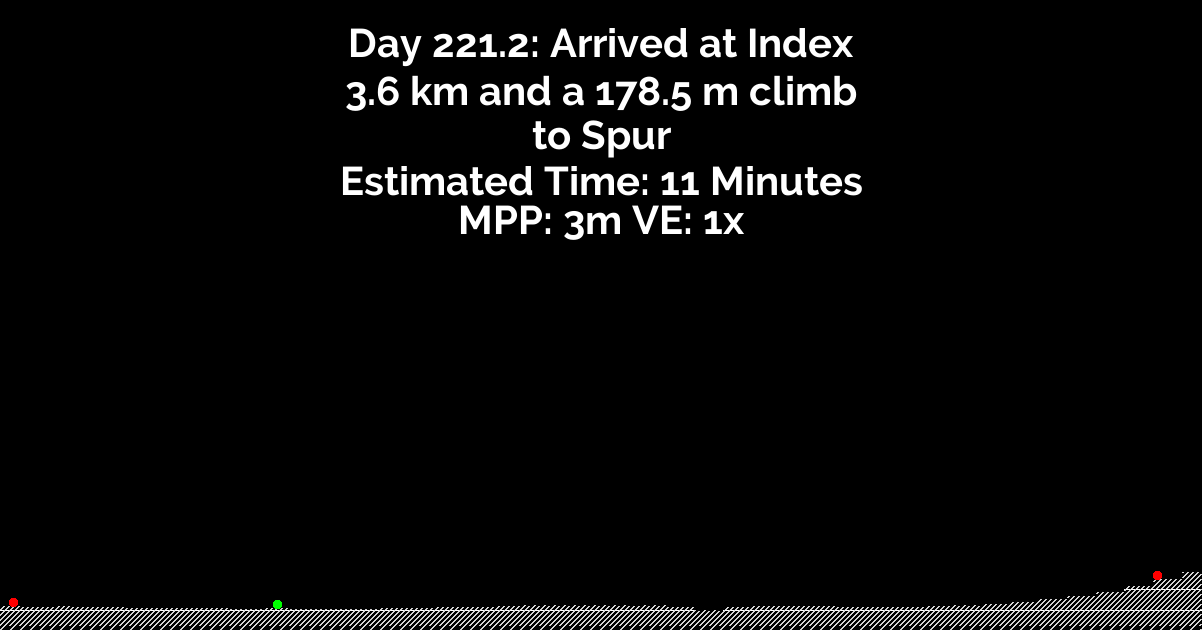 Day 221.2: Arrived at Index
3.6 km and a 178.5 m climb
to Spur
Estimated Time: 11 Minutes
MPP: 3m VE: 1x